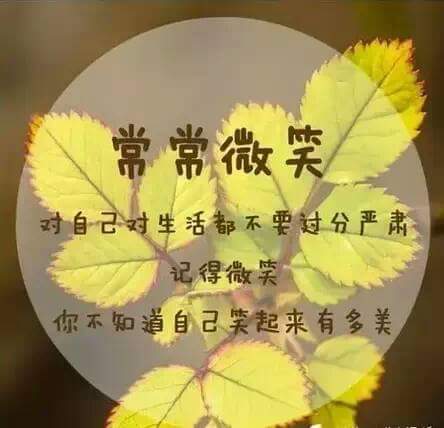 常常微笑
对自己对生活都不要过分严肃
记得微笑
你不知道自己笑起来有多美